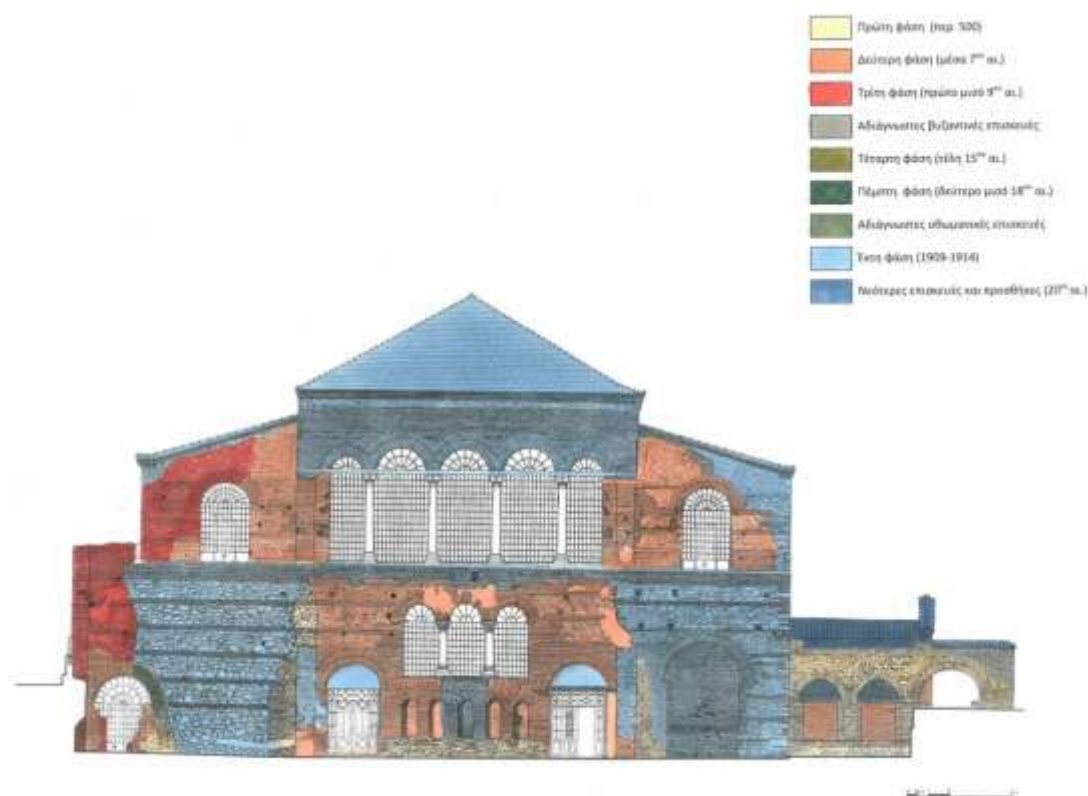 Πρώτη φάση (περ. 500)
Δεύτερη φάση (μέσα 7ου αι.)
Τρίτη φάση (πρώτο μισό 9ου αι.)
Αδιάγνωστες βυζαντινές επισκευές
Τέταρτη φάση (τέλη 15ου αι.)
Πέμπτη φάση (δεύτερο μισό 18ου αι.)
Αδιάγνωστες οθωμανικές επισκευές
Έκτη φάση (1909-1914)
Νεότερες επισκευές και προσθήκες (20ου αι.)